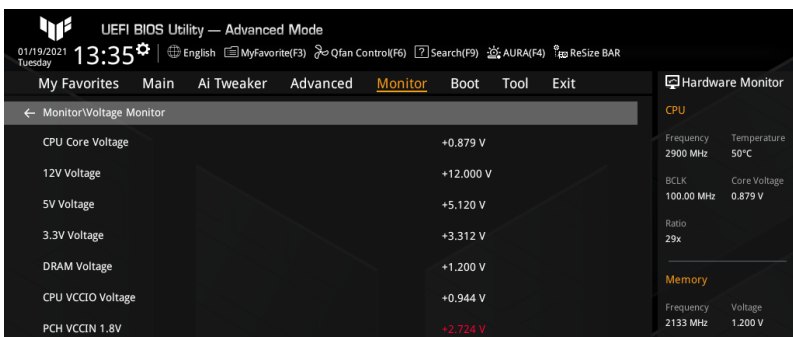 UEFI BIOS Utility — Advanced Mode
01/19/2021 Tuesday 13:35 English MyFavorite(F3) Qfan Control(F6) ? Search(F9) AURA(F4) ReSize BAR
My Favorites Main Ai Tweaker Advanced Monitor Boot Tool Exit
← Monitor\Voltage Monitor
CPU Core Voltage +0.879 V
12V Voltage +12.000 V
5V Voltage +5.120 V
3.3V Voltage +3.312 V
DRAM Voltage +1.200 V
CPU VCCIO Voltage +0.944 V
PCH VCCIN 1.8V +2.724 V
Hardware Monitor
CPU
Frequency Temperature
2900 MHz 50°C
BCLK Core Voltage
100.00 MHz 0.879 V
Ratio
29x
Memory
Frequency Voltage
2133 MHz 1.200 V